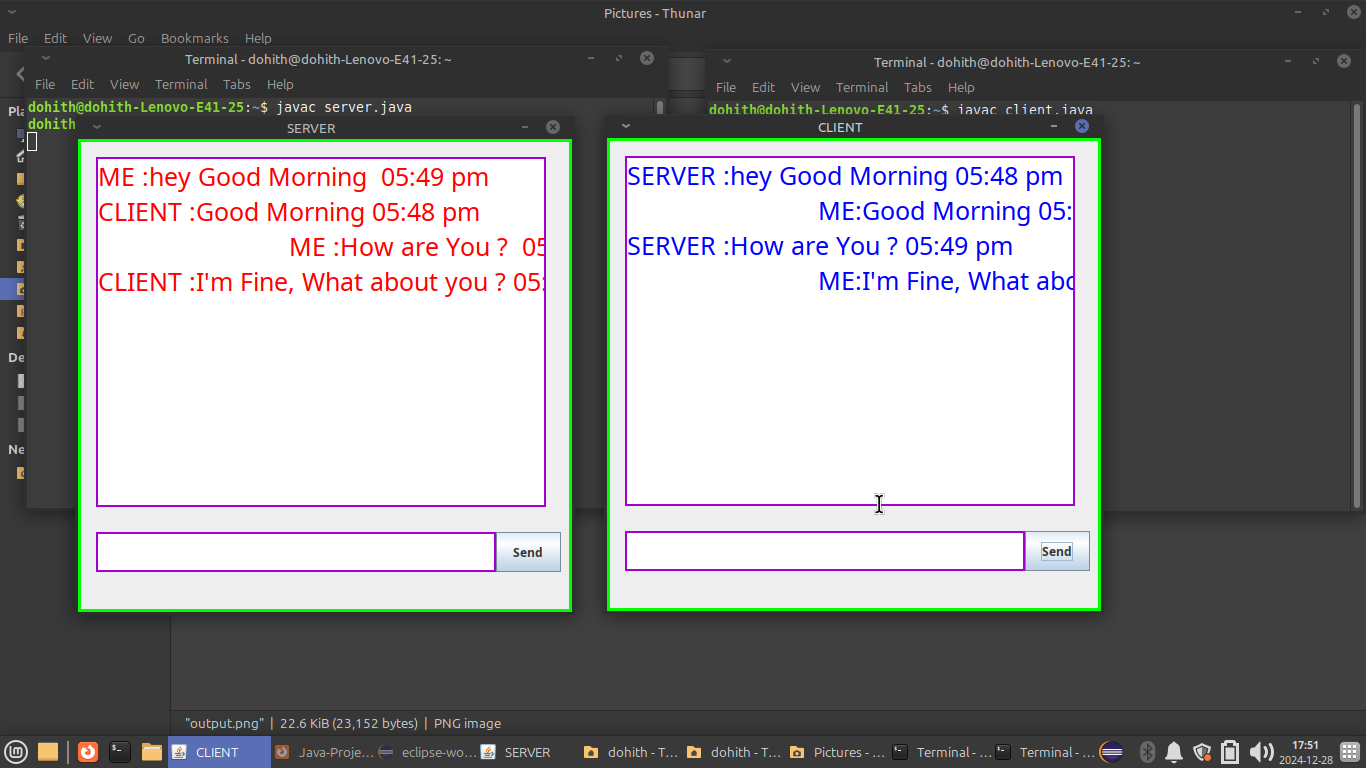 Pictures - Thunar
File Edit View Go Bookmarks Help
Terminal - dohith@dohith-Lenovo-E41-25: ~
File Edit View Terminal Tabs Help
dohith@dohith-Lenovo-E41-25:~$ javac server.java
dohith
Terminal - dohith@dohith-Lenovo-E41-25: ~
File Edit View Terminal Tabs Help
dohith@dohith-Lenovo-E41-25:~$ javac client.java
Pla
De
Ne
SERVER
ME :hey Good Morning  05:49 pm
CLIENT :Good Morning 05:48 pm
ME :How are You ?  05
CLIENT :I'm Fine, What about you ? 05:
Send
CLIENT
SERVER :hey Good Morning 05:48 pm
ME:Good Morning 05:
SERVER :How are You ? 05:49 pm
ME:I'm Fine, What abo
Send
"output.png" | 22.6 KiB (23,152 bytes) | PNG image
CLIENT
Java-Proje...
eclipse-wo...
SERVER
dohith - T...
dohith - T...
Pictures - ...
Terminal - ...
Terminal - ...
17:51
2024-12-28